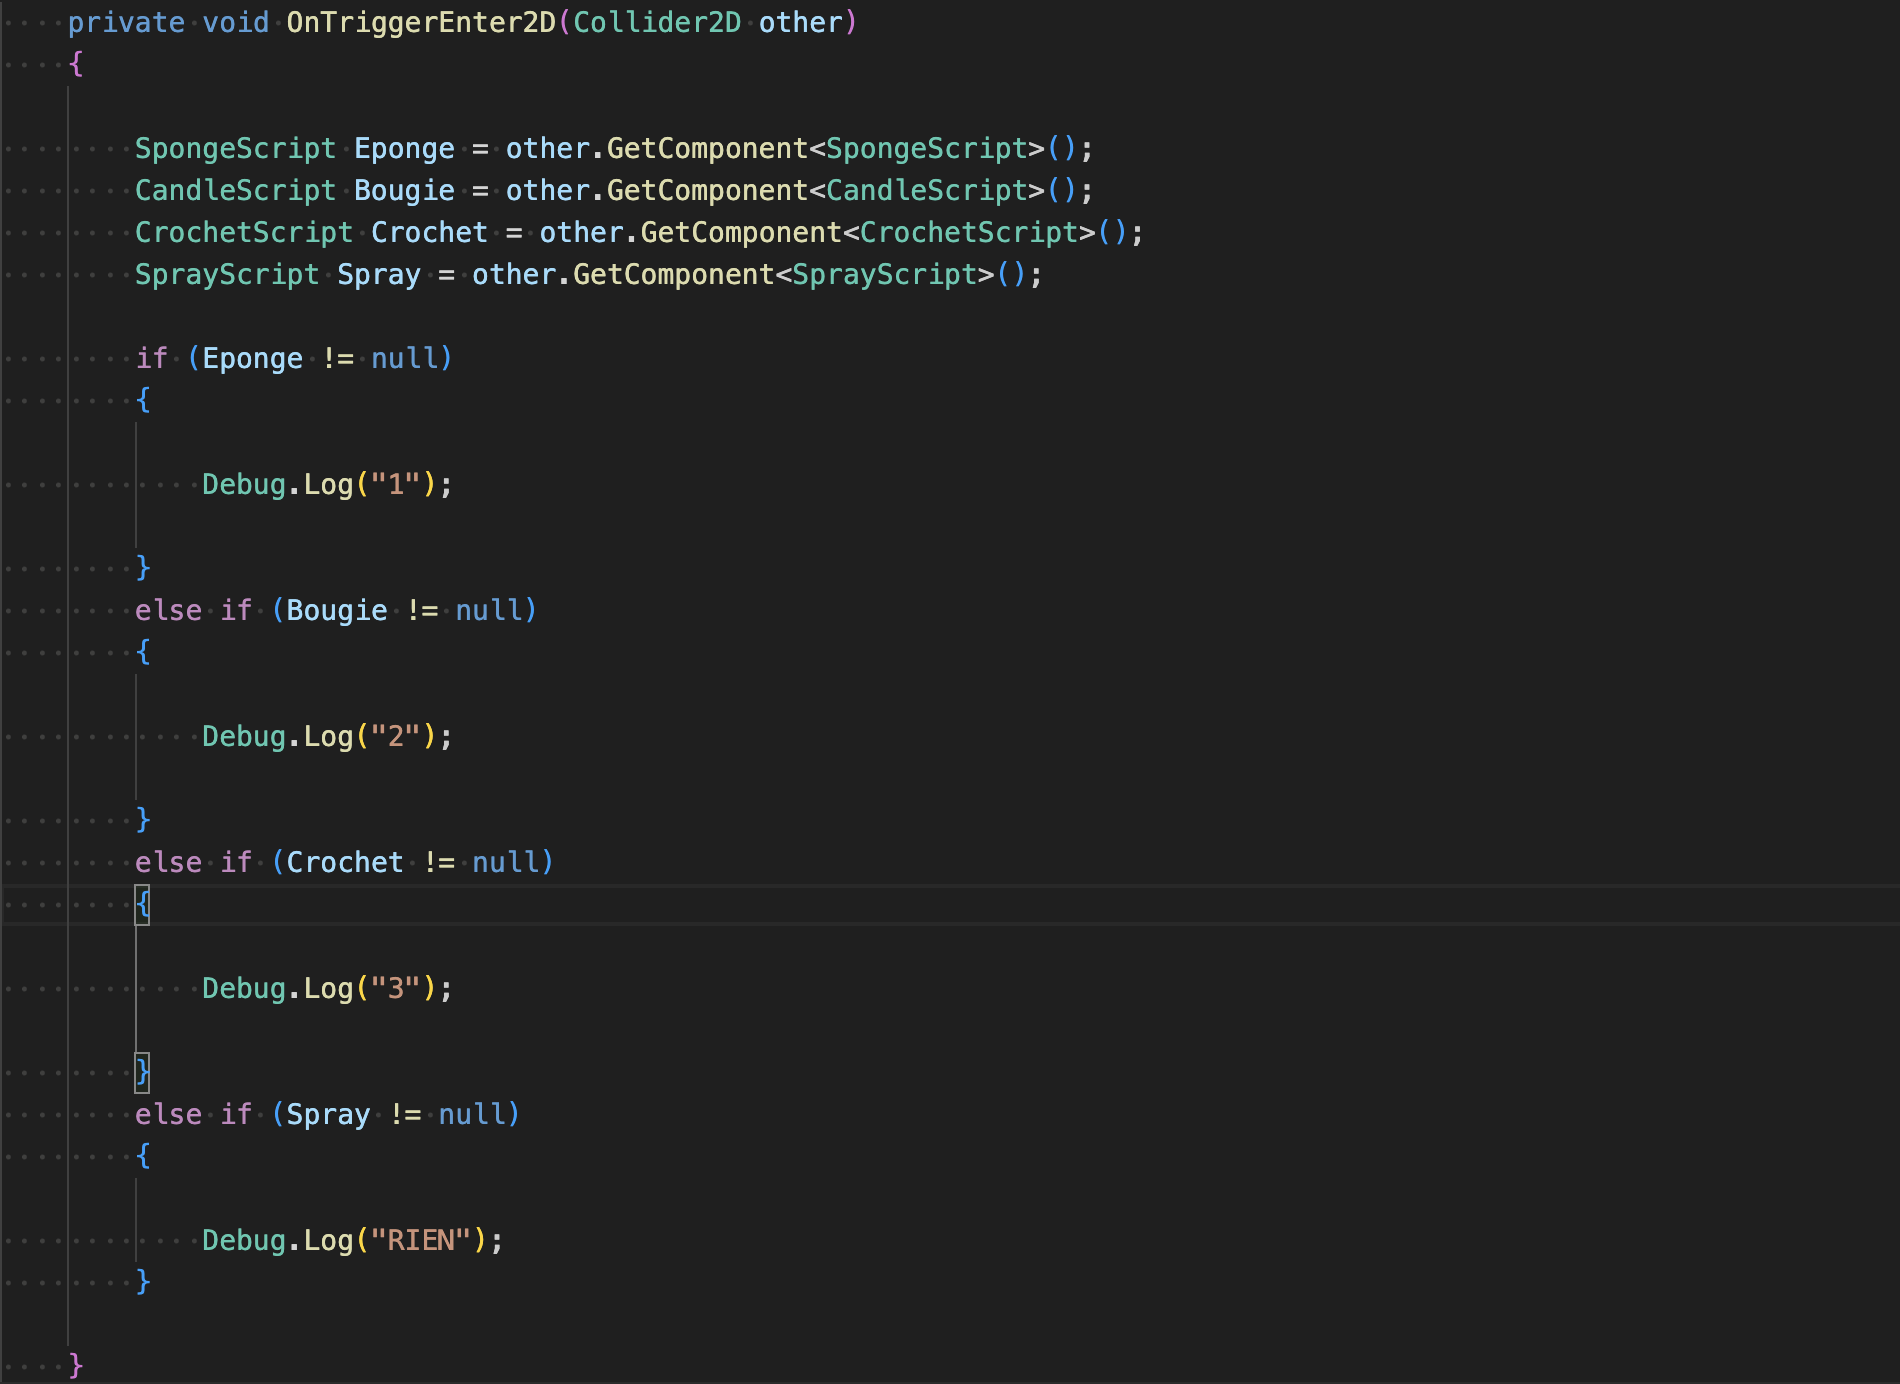 private void OnTriggerEnter2D(Collider2D other)
{
SpongeScript Eponge = other.GetComponent<SpongeScript>();
CandleScript Bougie = other.GetComponent<CandleScript>();
CrochetScript Crochet = other.GetComponent<CrochetScript>();
SprayScript Spray = other.GetComponent<SprayScript>();
if (Eponge != null)
{
Debug.Log("1");
}
else if (Bougie != null)
{
Debug.Log("2");
}
else if (Crochet != null)
{
Debug.Log("3");
}
else if (Spray != null)
{
Debug.Log("RIEN");
}
}